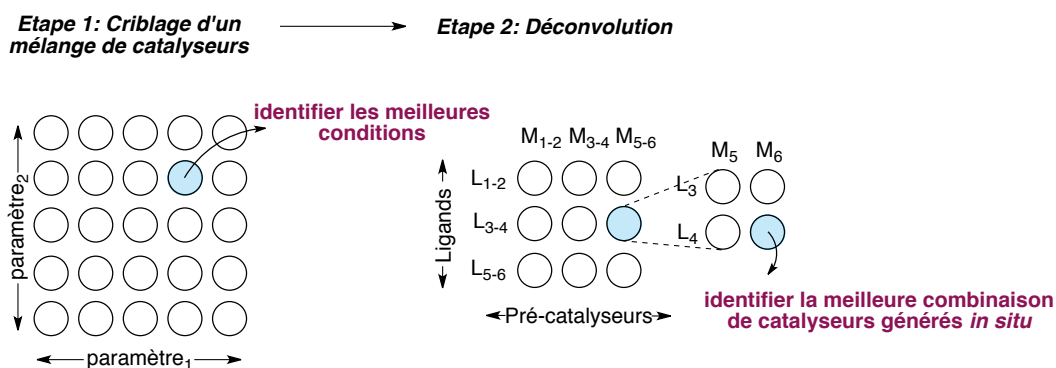 Etape 1: Criblage d'un
mélange de catalyseurs
Etape 2: Déconvolution
identifier les meilleures
conditions
paramètre2
paramètre1
M1-2 M3-4 M5-6
L1-2
L3-4
L5-6
Ligands
Pré-catalyseurs
M5 M6
L3
L4
identifier la meilleure combinaison
de catalyseurs générés in situ